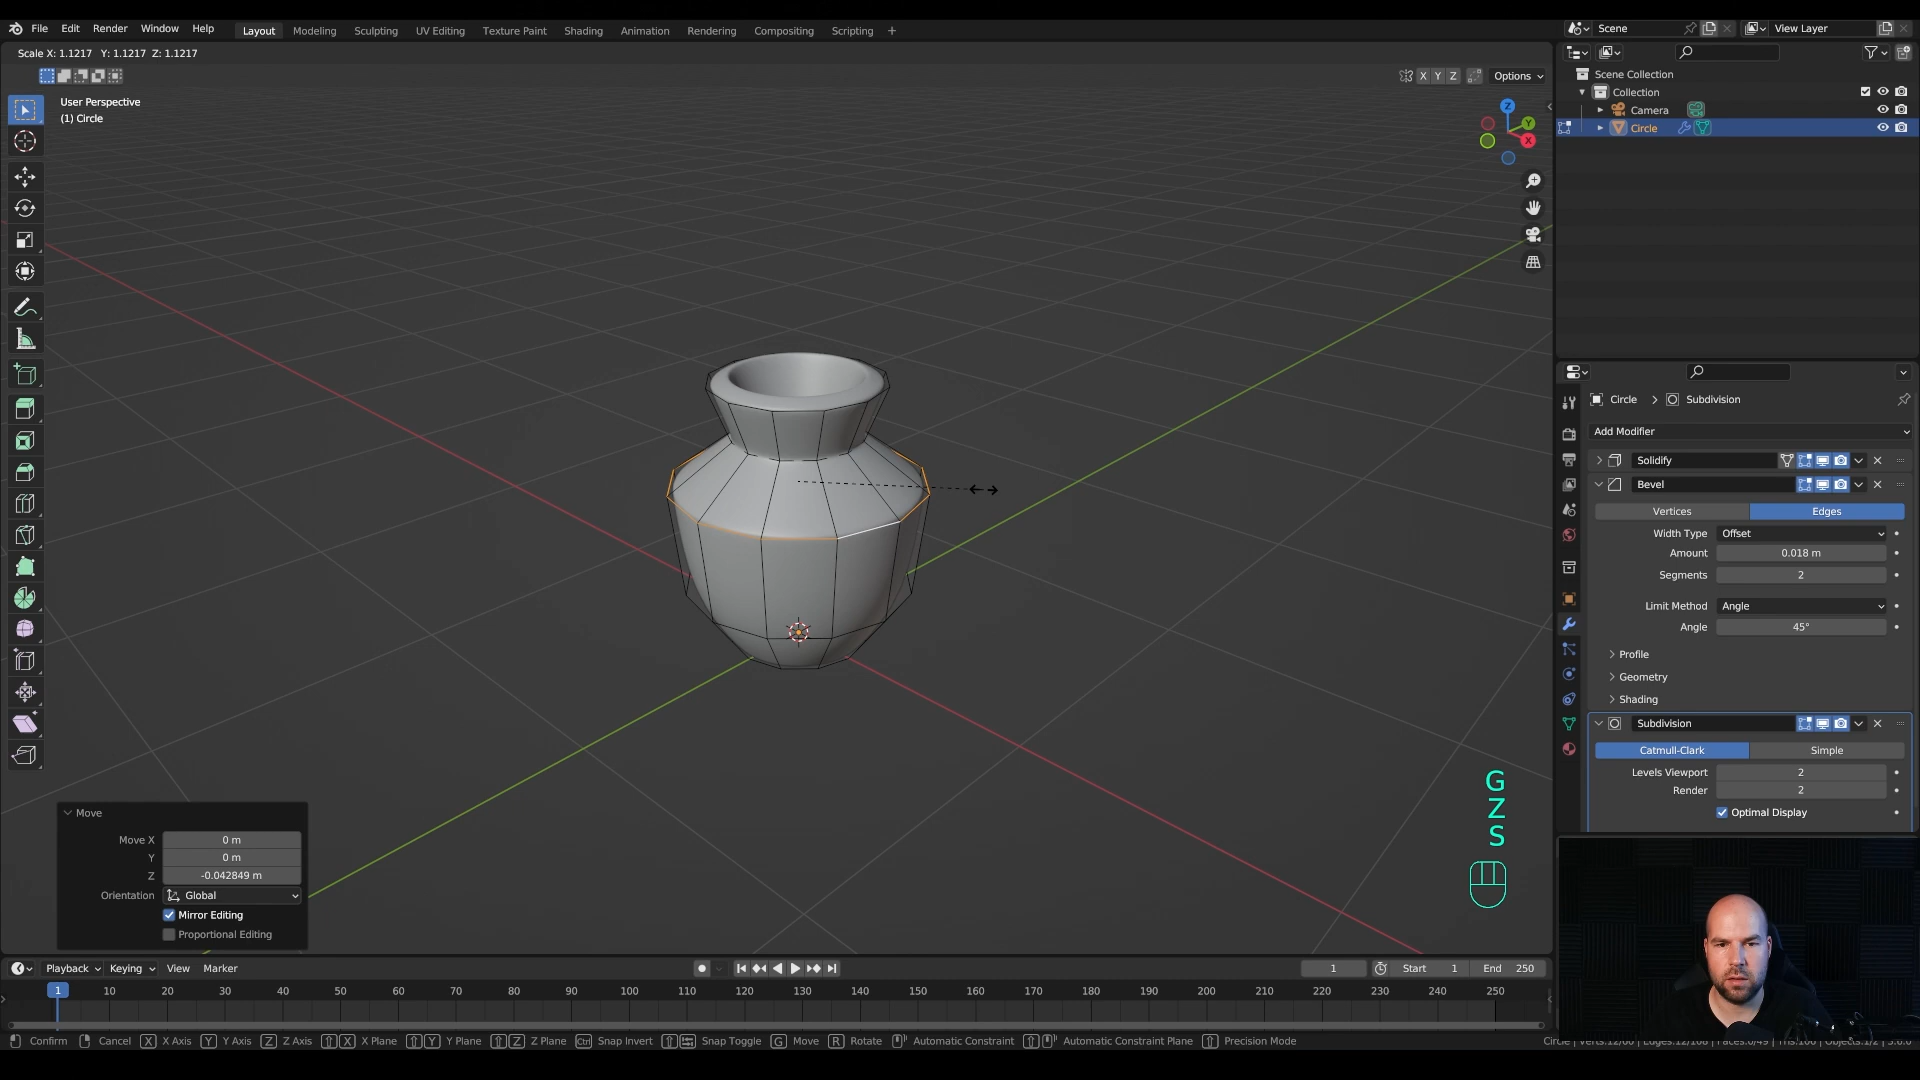 File Edit Render Window Help Layout Modeling Sculpting UV Editing Texture Paint Shading Animation Rendering Compositing Scripting + Scene View Layer
Scale X: 1.1217 Y: 1.1217 Z: 1.1217
X Y Z Options
User Perspective
(1) Circle
Z
Y
X
Scene Collection
Collection
Camera
Circle
Circle > Subdivision
Add Modifier
Solidify
Bevel
Vertices Edges
Width Type Offset
Amount 0.018 m
Segments 2
Limit Method Angle
Angle 45°
Profile
Geometry
Shading
Subdivision
Catmull-Clark Simple
Levels Viewport 2
Render 2
Optimal Display
G
Z
S
Move
Move X 0 m
Y 0 m
Z -0.042849 m
Orientation Global
Mirror Editing
Proportional Editing
Playback Keying View Marker 1 Start 1 End 250
1 10 20 30 40 50 60 70 80 90 100 110 120 130 140 150 160 170 180 190 200 210 220 230 240 250
Confirm Cancel X X Axis Y Y Axis Z Z Axis X X Plane Y Y Plane Z Z Plane Ctrl Snap Invert Snap Toggle G Move R Rotate Automatic Constraint Automatic Constraint Plane Precision Mode